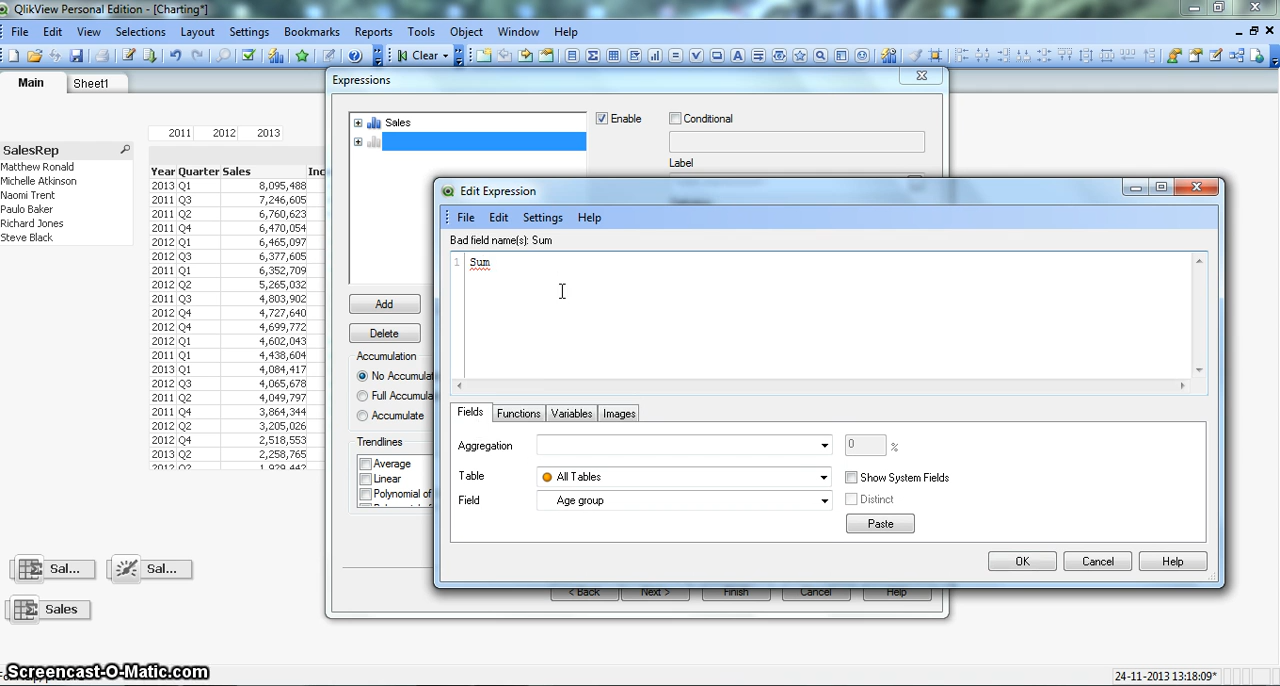 QlikView Personal Edition - [Charting*]
File Edit View Selections Layout Settings Bookmarks Reports Tools Object Window Help
Clear
Main Sheet1
2011 2012 2013
SalesRep
Matthew Ronald
Michelle Atkinson
Naomi Trent
Paulo Baker
Richard Jones
Steve Black
Year Quarter Sales Inc
2013 Q1 8,095,488
2011 Q3 7,246,605
2011 Q2 6,760,623
2011 Q4 6,470,054
2012 Q1 6,465,097
2012 Q3 6,377,605
2011 Q1 6,352,709
2012 Q2 5,265,032
2011 Q3 4,803,902
2012 Q4 4,727,640
2012 Q4 4,699,772
2012 Q1 4,602,043
2011 Q1 4,438,604
2013 Q1 4,084,417
2012 Q3 4,065,678
2011 Q2 4,049,797
2011 Q4 3,864,344
2012 Q2 3,205,026
2012 Q4 2,518,553
2013 Q2 2,258,765
Sal... Sal...
Sales
Expressions
Sales
Enable
Conditional
Label
Add
Delete
Accumulation
No Accumulat
Full Accumula
Accumulate
Trendlines
Average
Linear
Polynomial of
< Back Next > Finish Cancel Help
Edit Expression
File Edit Settings Help
Bad field name(s): Sum
1 Sum
Fields Functions Variables Images
Aggregation 0 %
Table All Tables Show System Fields
Field Age group Distinct
Paste
OK Cancel Help
Screencast-O-Matic.com
24-11-2013 13:18:09*